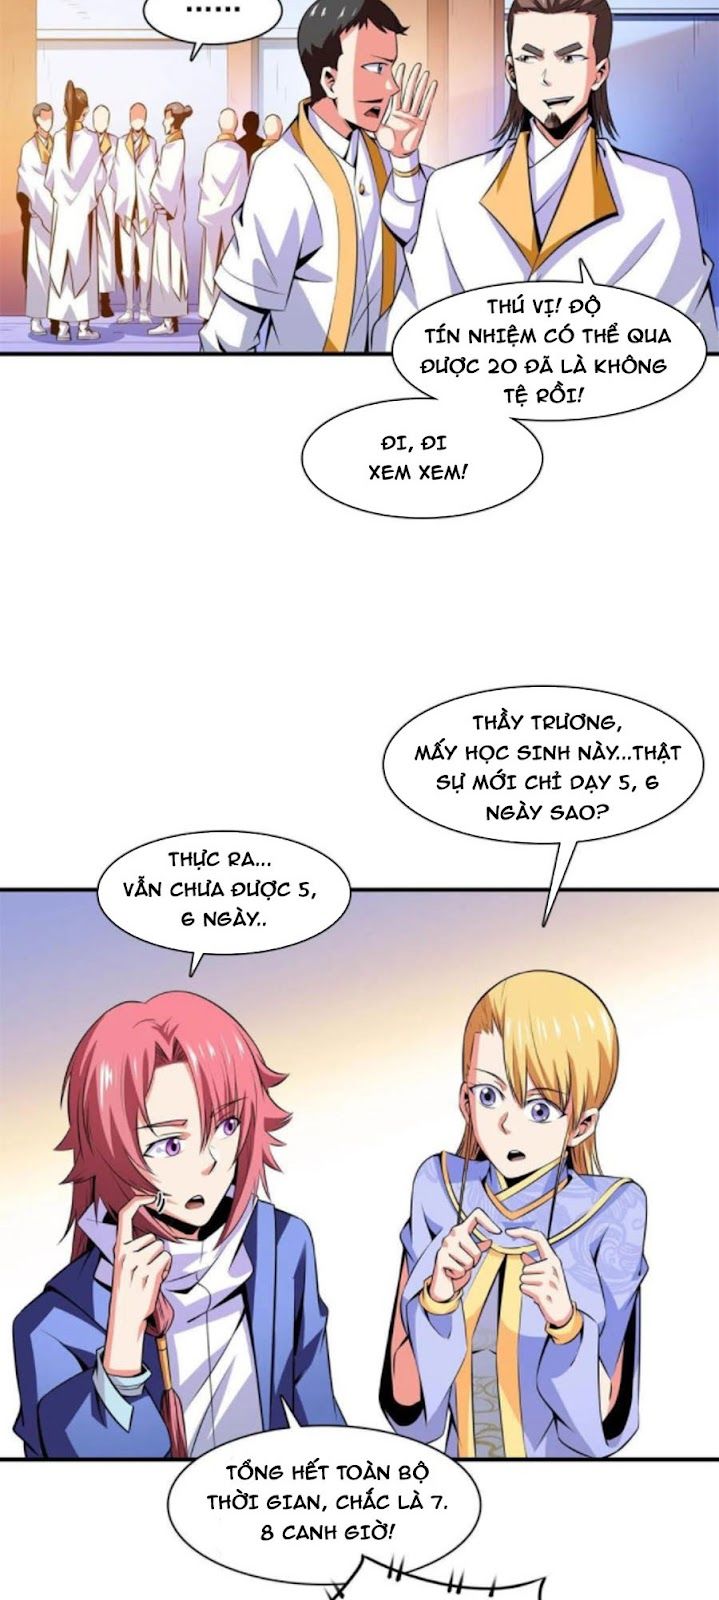 ......
THÚ VỊ! ĐỘ
TÍN NHIỆM CÓ THỂ QUA
ĐƯỢC 20 ĐÃ LÀ KHÔNG
TỆ RỒI!
ĐI, ĐI
XEM XEM!
THẦY TRƯƠNG,
MẤY HỌC SINH NÀY...THẬT
SỰ MỚI CHỈ DẠY 5, 6
NGÀY SAO?
THỰC RA...
VẪN CHƯA ĐƯỢC 5,
6 NGÀY..
TỔNG HẾT TOÀN BỘ
THỜI GIAN, CHẮC LÀ 7.
8 CANH GIỜ!